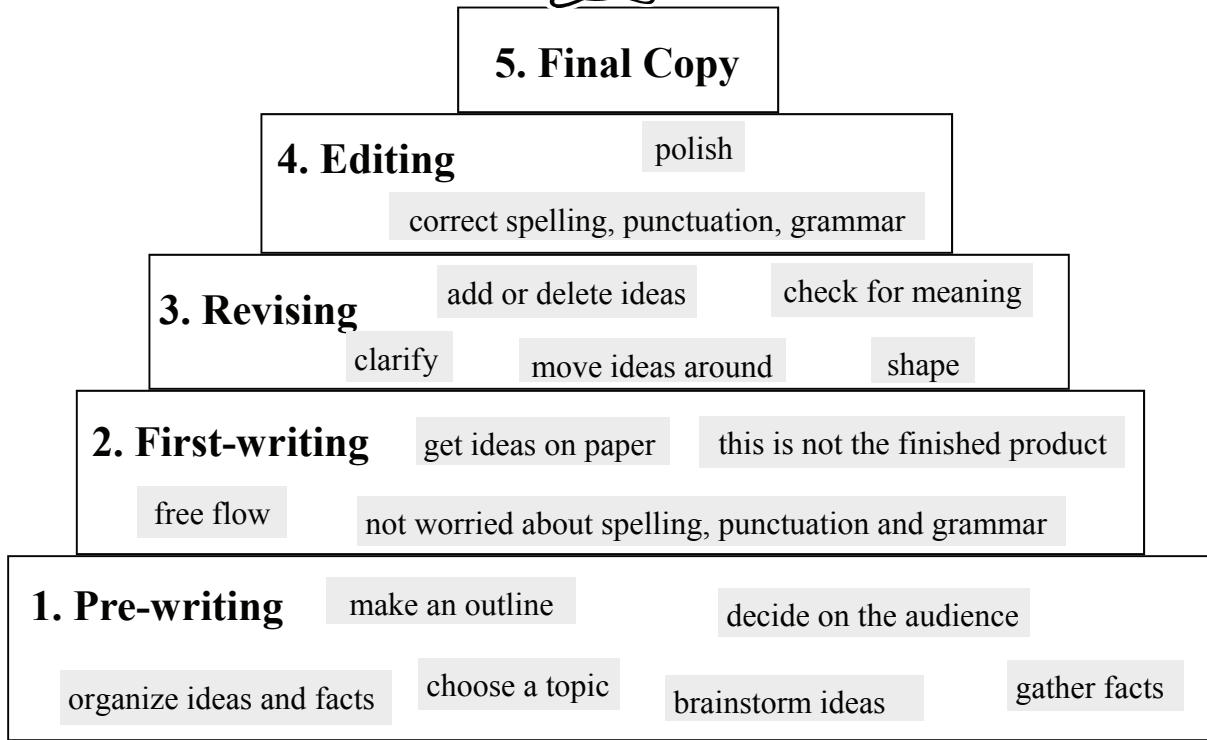 5. Final Copy
4. Editing
polish
correct spelling, punctuation, grammar
3. Revising
add or delete ideas
check for meaning
clarify
move ideas around
shape
2. First-writing
get ideas on paper
this is not the finished product
free flow
not worried about spelling, punctuation and grammar
1. Pre-writing
make an outline
decide on the audience
organize ideas and facts
choose a topic
brainstorm ideas
gather facts